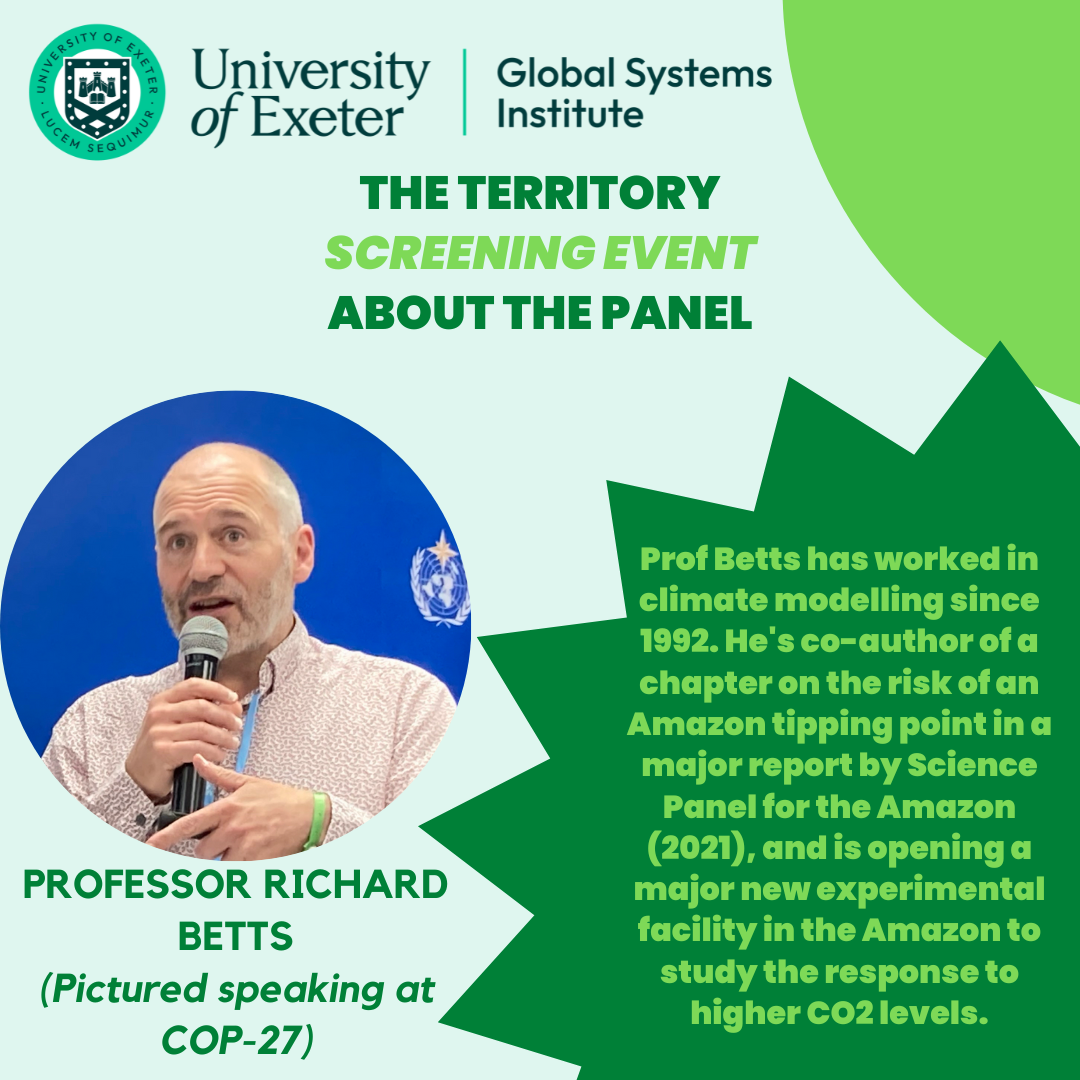 UNIVERSITY OF EXETER
LUCEM SEQUIMUR
University
of Exeter
Global Systems
Institute
THE TERRITORY
SCREENING EVENT
ABOUT THE PANEL
Prof Betts has worked in
climate modelling since
1992. He's co-author of a
chapter on the risk of an
Amazon tipping point in a
major report by Science
Panel for the Amazon
(2021), and is opening a
major new experimental
facility in the Amazon to
study the response to
higher CO2 levels.
PROFESSOR RICHARD
BETTS
(Pictured speaking at
COP-27)